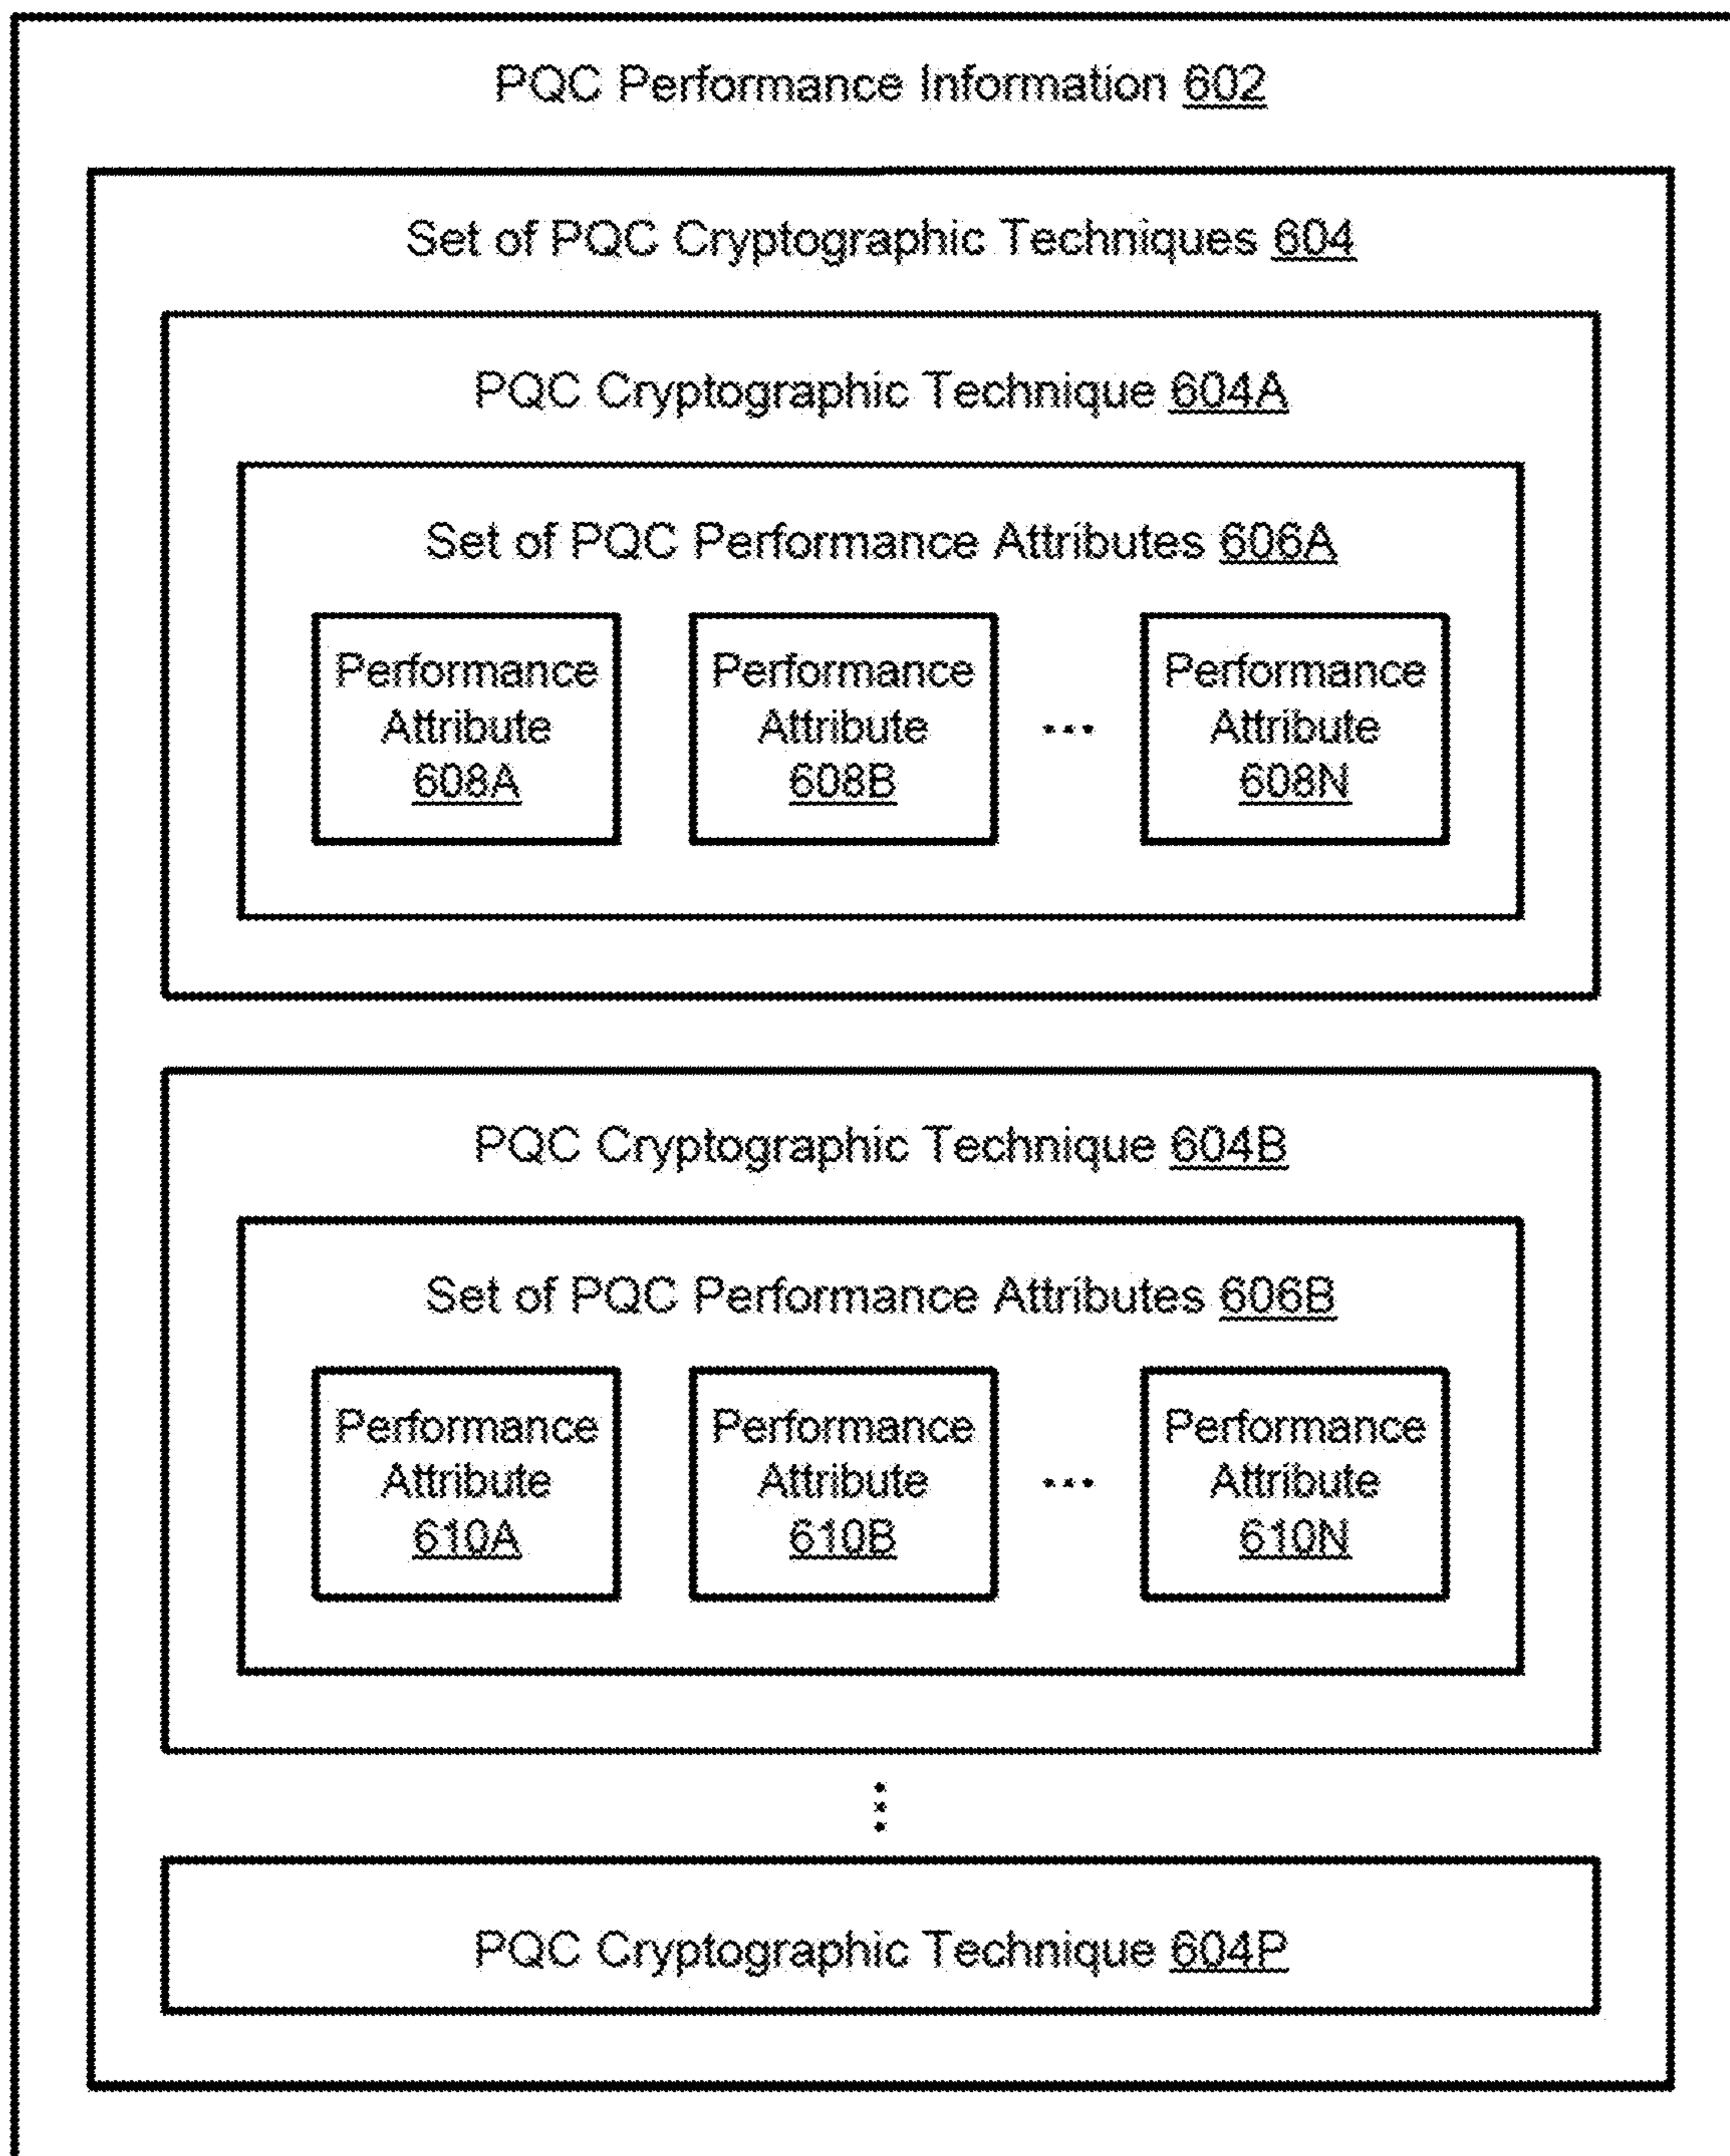 PQC Performance Information 602
Set of PQC Cryptographic Techniques 604
PQC Cryptographic Technique 604A
Set of PQC Performance Attributes 606A
Performance
Attribute
608A
Performance
Attribute
608B
...
Performance
Attribute
608N
PQC Cryptographic Technique 604B
Set of PQC Performance Attributes 606B
Performance
Attribute
610A
Performance
Attribute
610B
...
Performance
Attribute
610N
PQC Cryptographic Technique 604P